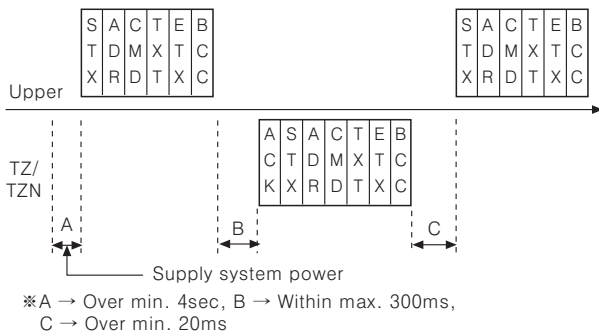 S A C T E B
T D M X T C
X R D T X C
S A C T E B
T D M X T C
X R D T X C
Upper
A S A C T E B
C T D M X T C
K X R D T X C
TZ/
TZN
A
B
C
Supply system power
※A → Over min. 4sec, B → Within max. 300ms,
C → Over min. 20ms